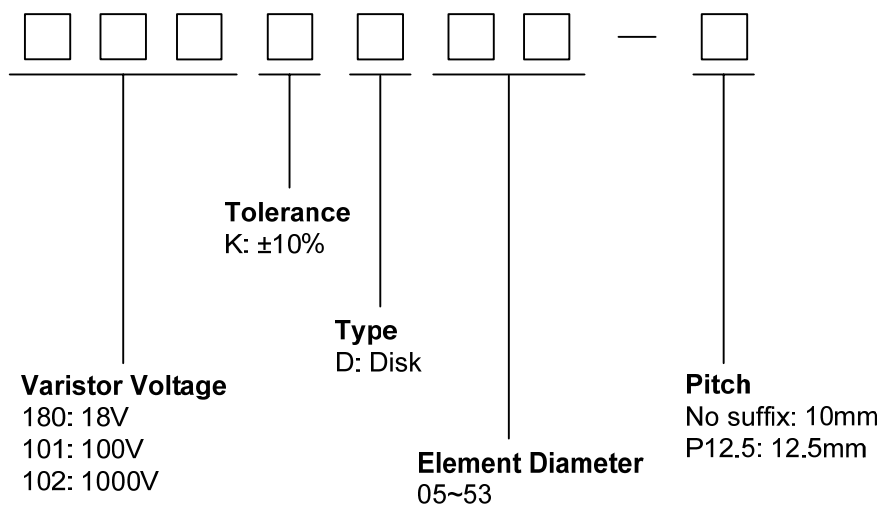 Tolerance
K: ±10%
Type
D: Disk
Varistor Voltage
180: 18V
101: 100V
102: 1000V
Element Diameter
05~53
Pitch
No suffix: 10mm
P12.5: 12.5mm